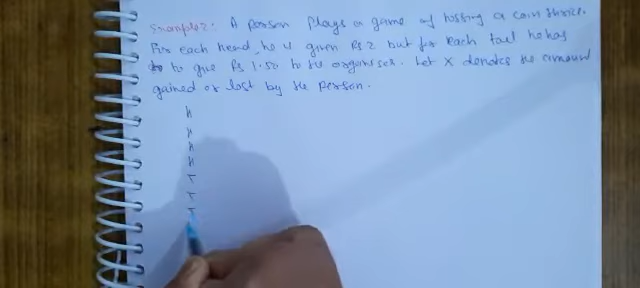 Example 2: A person plays a game of tossing a coin thrice.
For each head, he is given Rs 2 but for each tail he has
to give Rs 1.50 to the organiser. Let X denotes the amount
gained or lost by the person.
H
H
H
H
T
T
T